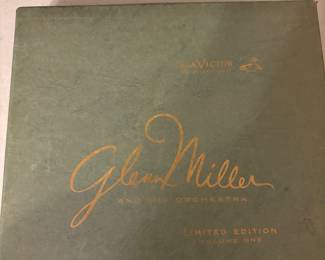 RCA VICTOR
Glenn Miller
AND HIS ORCHESTRA
LIMITED EDITION
VOLUME ONE